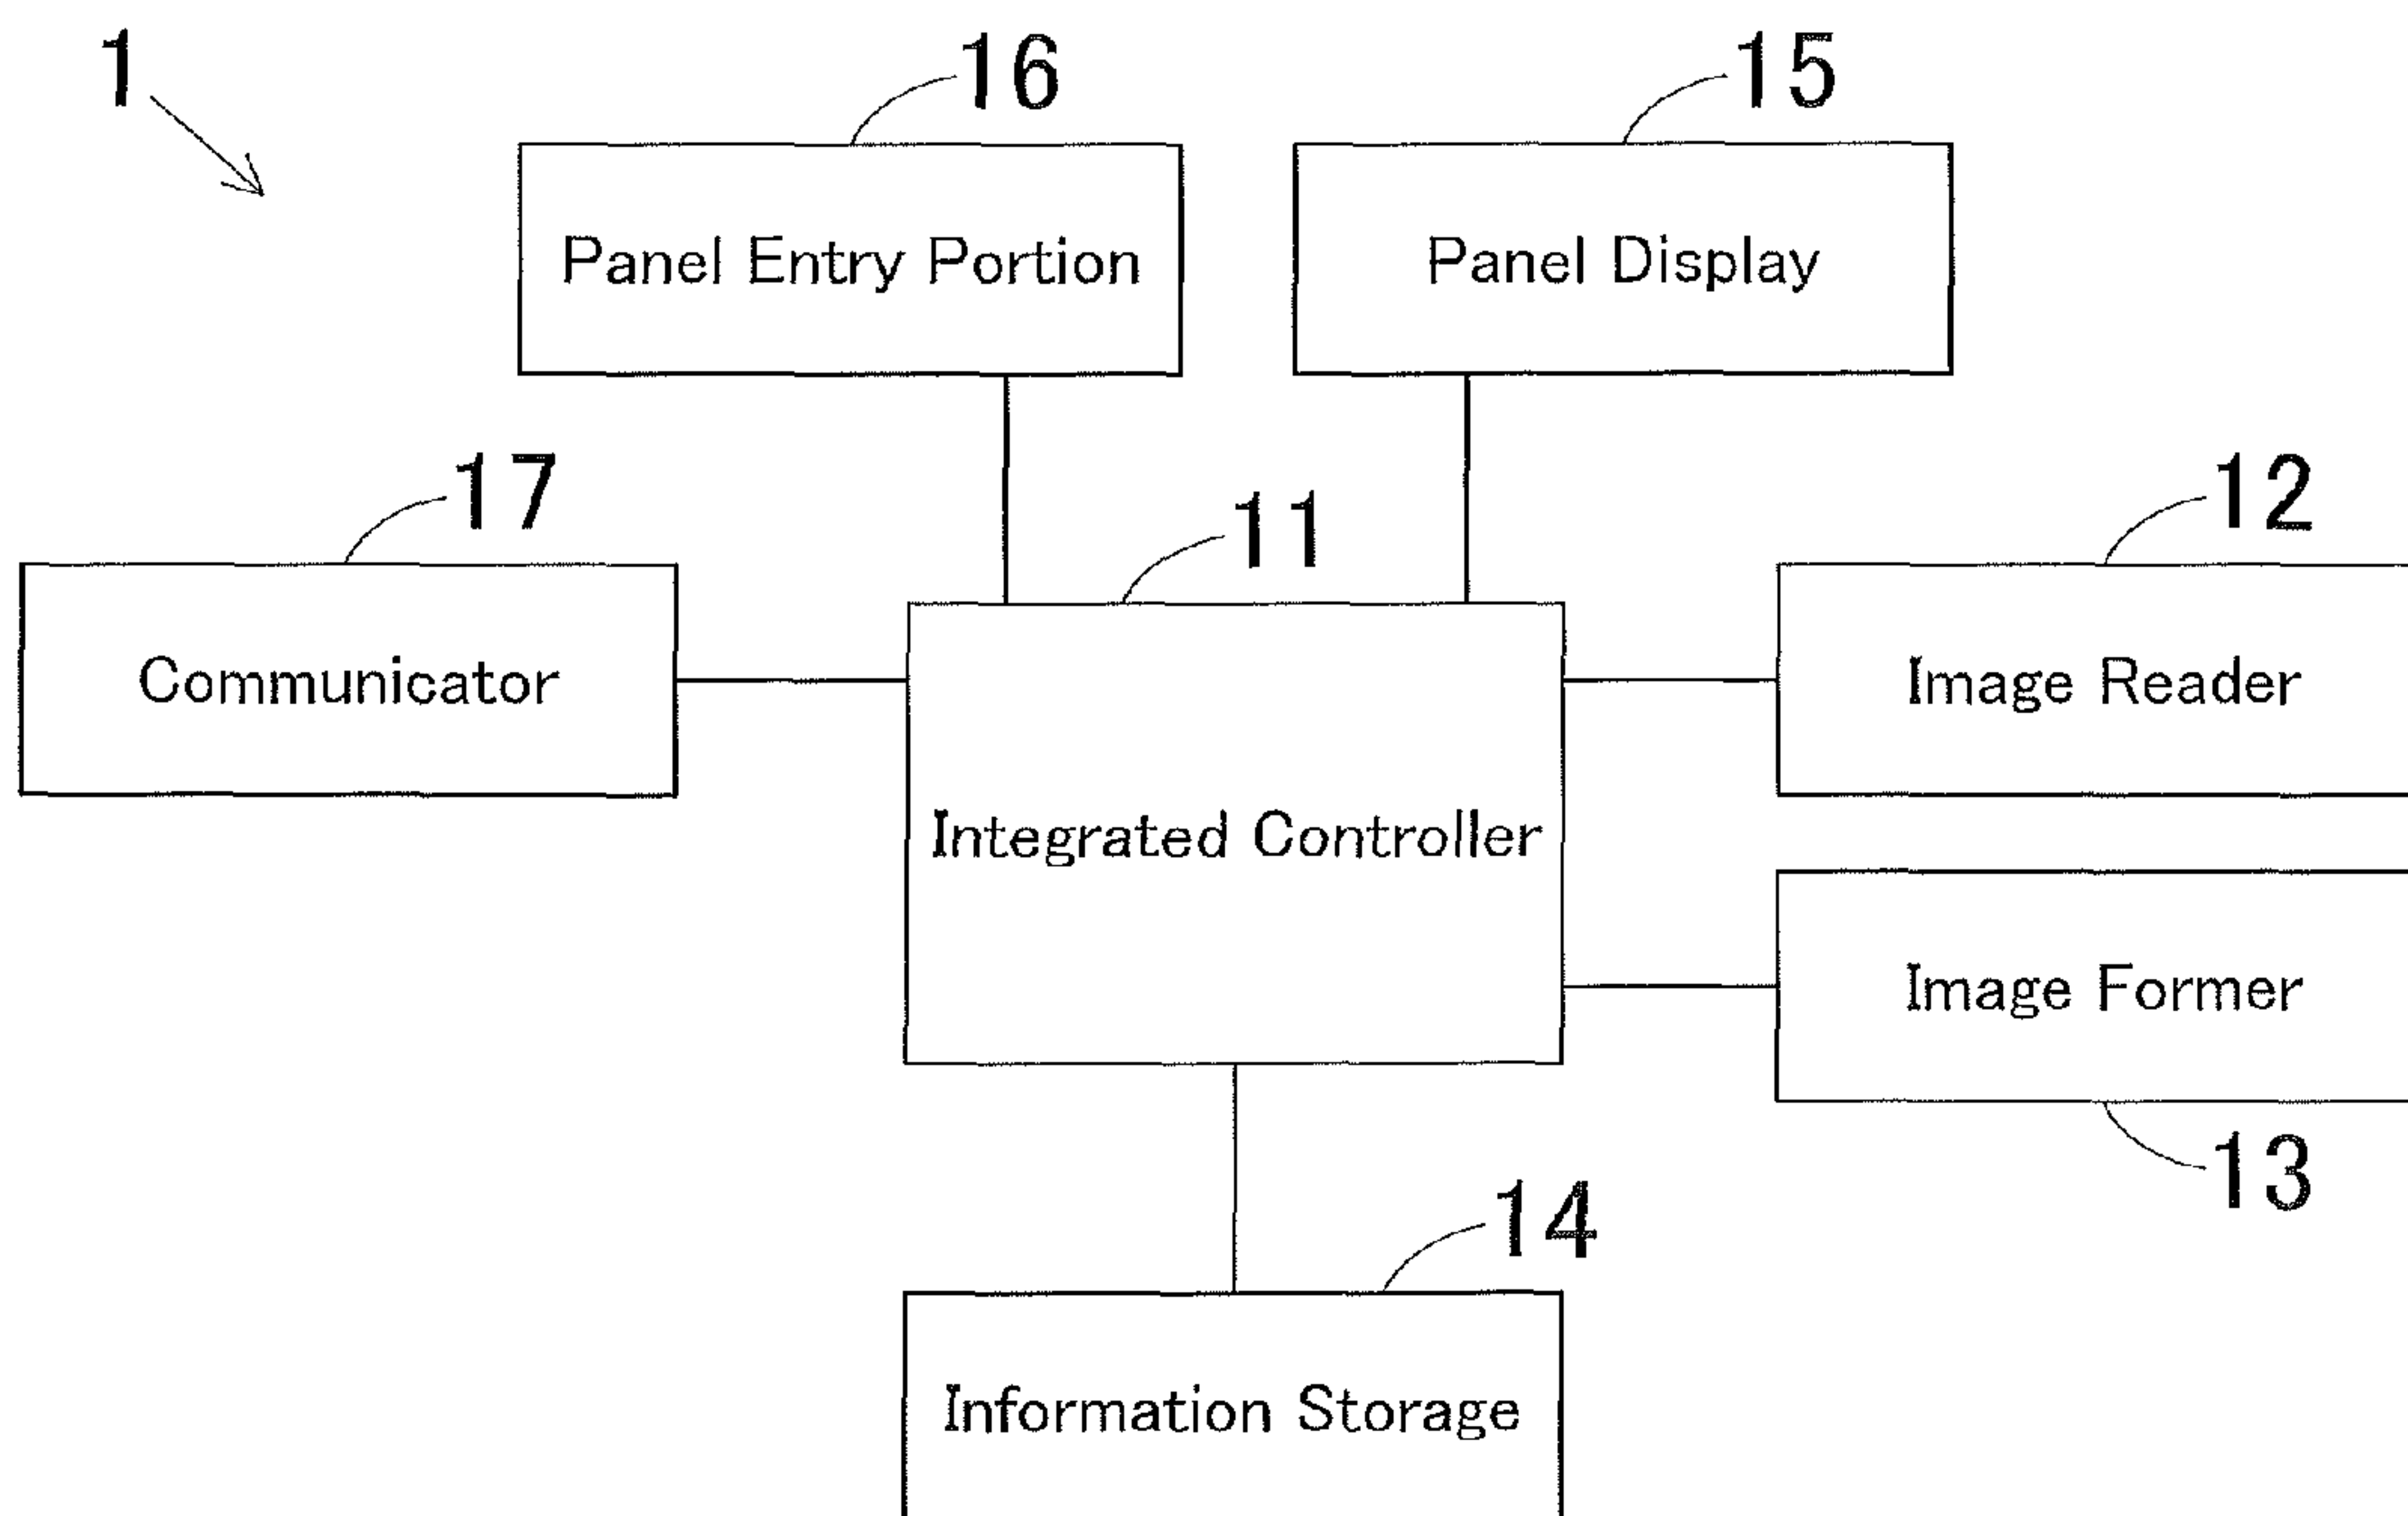 1
16
15
Panel Entry Portion
Panel Display
17
11
12
Communicator
Image Reader
Integrated Controller
Image Former
13
14
Information Storage